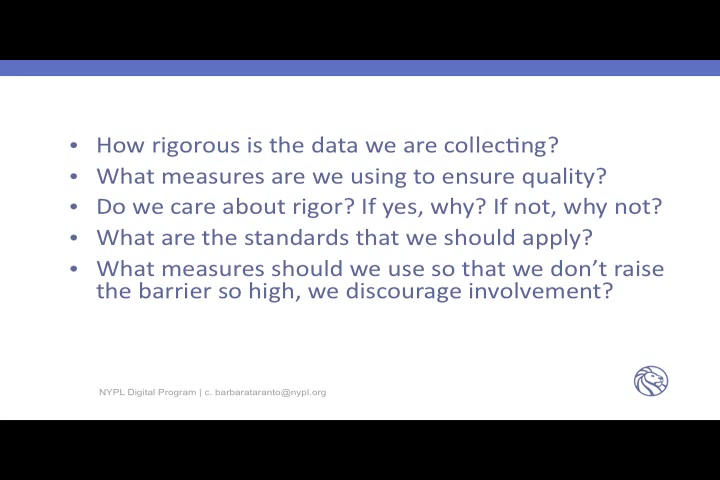 • How rigorous is the data we are collecting?
• What measures are we using to ensure quality?
• Do we care about rigor? If yes, why? If not, why not?
• What are the standards that we should apply?
• What measures should we use so that we don’t raise
the barrier so high, we discourage involvement?
NYPL Digital Program | c. barbarataranto@nypl.org